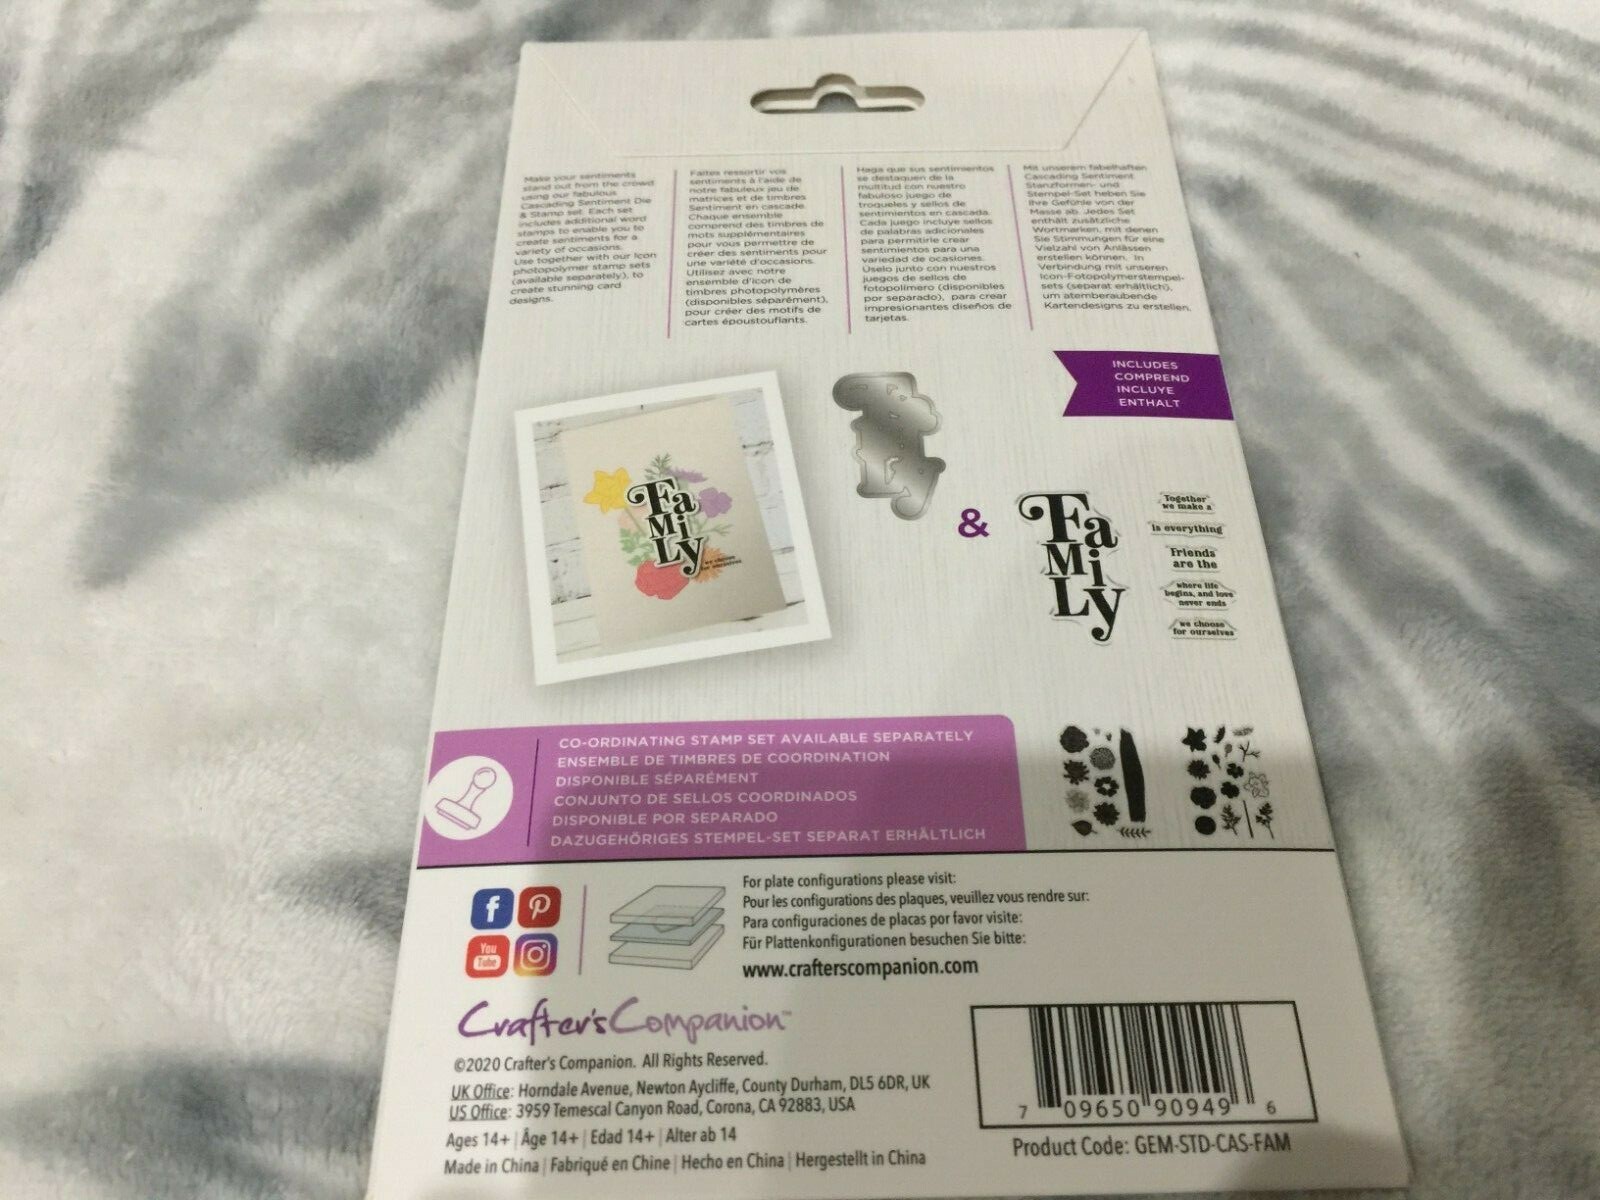 Make your sentiments
stand out from the crowd
using our fabulous
Cascading Sentiment Die
& Stamp set. Each set
includes additional word
stamps to enable you to
create sentiments for a
variety of occasions.
Use together with our Icon
photopolymer stamp sets
(available separately), to
create stunning card
designs.
Faites ressortir vos
sentiments à l'aide de
notre fabuleux jeu de
matrices et de timbres
Sentiment en cascade.
Chaque ensemble
comprend des timbres de
mots supplémentaires
pour vous permettre de
créer des sentiments pour
une variété d'occasions.
Utilisez avec notre
ensemble d'icon de
timbres photopolymères
(disponibles séparément),
pour créer des motifs de
cartes époustouflants.
Haga que sus sentimientos
se destaquen de la
multitud con nuestro
fabuloso juego de
troqueles y sellos de
sentimientos en cascada.
Cada juego incluye sellos
de palabras adicionales
para permitirle crear
sentimientos para una
variedad de ocasiones.
Úselo junto con nuestros
juegos de sellos de
fotopolímero (disponibles
por separado), para crear
impresionantes diseños de
tarjetas.
Mit unserem fabelhaften
Cascading Sentiment
Stanzformen- und
Stempel-Set heben Sie
Ihre Gefühle von der
Masse ab. Jedes Set
enthält zusätzliche
Wortmarken, mit denen
Sie Stimmungen für eine
Vielzahl von Anlässen
erstellen können. In
Verbindung mit unseren
Icon-Fotopolymerstempel-
sets (separat erhältlich),
um atemberaubende
Kartendesigns zu erstellen.
INCLUDES
COMPREND
INCLUYE
ENTHALT
Fa
Mi
Ly
we choose
for ourselves
&
Fa
Mi
Ly
Together
we make a
is everything
Friends
are the
where life
begins, and love
never ends
we choose
for ourselves
CO-ORDINATING STAMP SET AVAILABLE SEPARATELY
ENSEMBLE DE TIMBRES DE COORDINATION
DISPONIBLE SÉPARÉMENT
CONJUNTO DE SELLOS COORDINADOS
DISPONIBLE POR SEPARADO
DAZUGEHÖRIGES STEMPEL-SET SEPARAT ERHÄLTLICH
You
Tube
For plate configurations please visit:
Pour les configurations des plaques, veuillez vous rendre sur:
Para configuraciones de placas por favor visite:
Für Plattenkonfigurationen besuchen Sie bitte:
www.crafterscompanion.com
Crafter's Companion™
©2020 Crafter's Companion. All Rights Reserved.
UK Office: Horndale Avenue, Newton Aycliffe, County Durham, DL5 6DR, UK
US Office: 3959 Temescal Canyon Road, Corona, CA 92883, USA
Ages 14+ | Âge 14+ | Edad 14+ | Alter ab 14
Made in China | Fabriqué en Chine | Hecho en China | Hergestellt in China
7 09650 90949 6
Product Code: GEM-STD-CAS-FAM